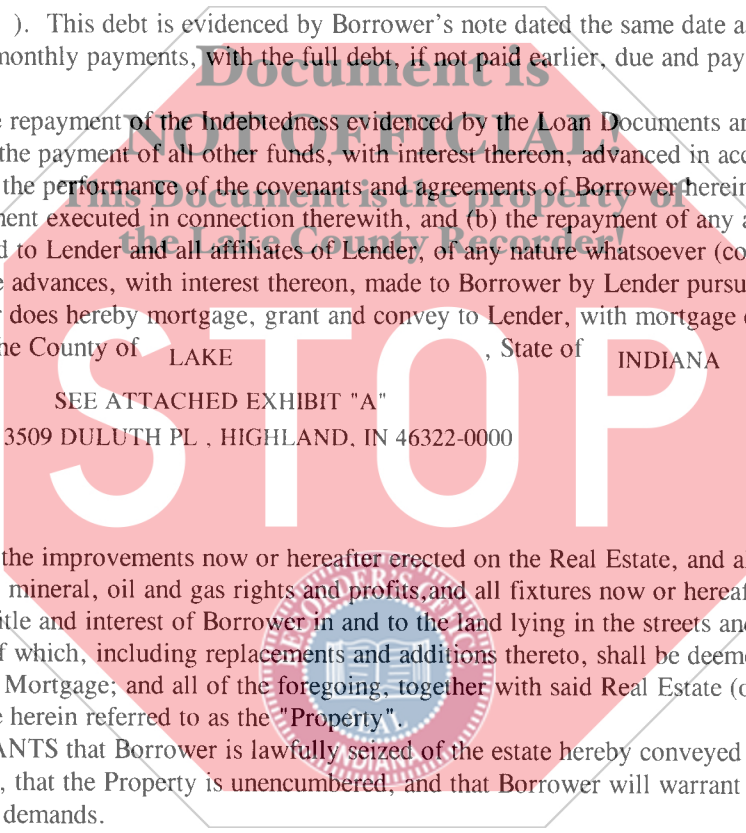 ). This debt is evidenced by Borrower's note dated the same date a
monthly payments, with the full debt, if not paid earlier, due and pay
Document is
repayment of the Indebtedness evidenced by the Loan Documents an
NOT OFFICIAL!
the payment of all other funds, with interest thereon, advanced in acc
the performance of the covenants and agreements of Borrower herein
This Document is the property of
ment executed in connection therewith, and (b) the repayment of any a
the Lake County Recorder!
d to Lender and all affiliates of Lender, of any nature whatsoever (co
e advances, with interest thereon, made to Borrower by Lender pursu
r does hereby mortgage, grant and convey to Lender, with mortgage
he County of LAKE , State of INDIANA
SEE ATTACHED EXHIBIT "A"
3509 DULUTH PL , HIGHLAND, IN 46322-0000
STOP
the improvements now or hereafter erected on the Real Estate, and a
mineral, oil and gas rights and profits,and all fixtures now or hereaf
itle and interest of Borrower in and to the land lying in the streets and
f which, including replacements and additions thereto, shall be deeme
Mortgage; and all of the foregoing, together with said Real Estate (o
e herein referred to as the "Property".
ANTS that Borrower is lawfully seized of the estate hereby conveyed
, that the Property is unencumbered, and that Borrower will warrant
demands.
RECORDER'S OFFICE
SEAL
INDIANA